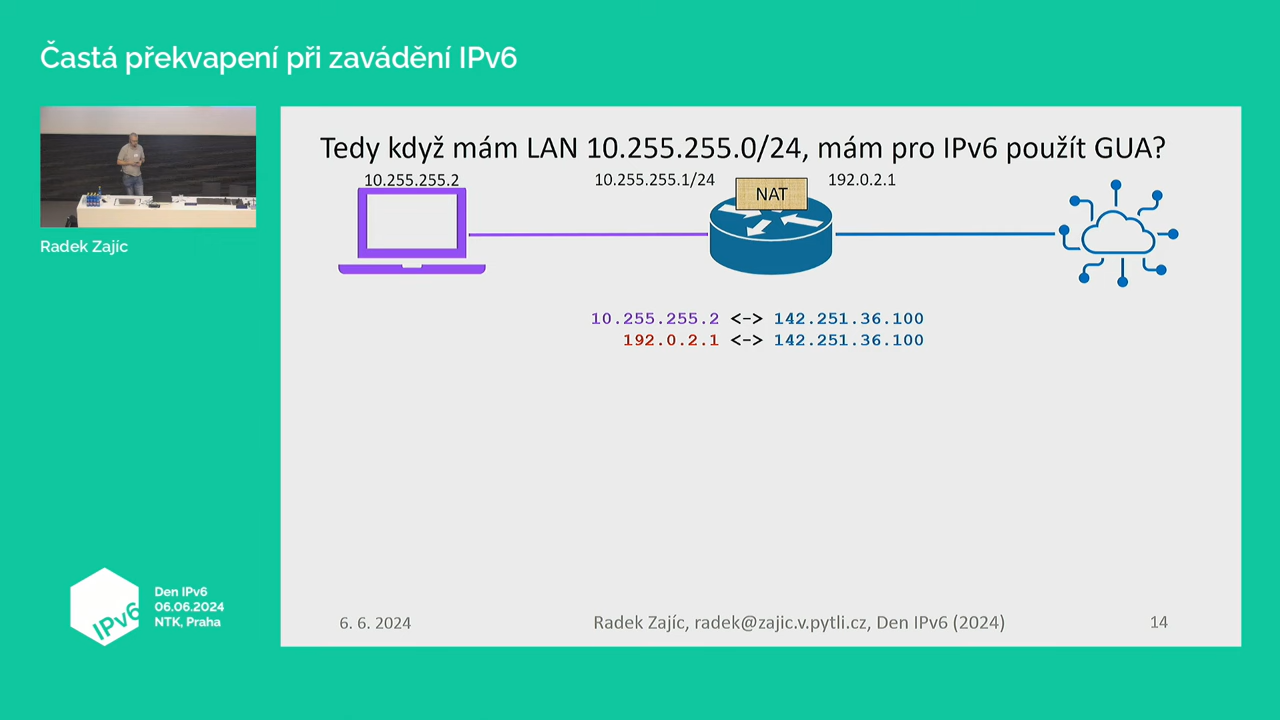 Častá překvapení při zavádění IPv6
Radek Zajíc
Tedy když mám LAN 10.255.255.0/24, mám pro IPv6 použít GUA?
10.255.255.2
10.255.255.1/24
NAT
192.0.2.1
10.255.255.2 <-> 142.251.36.100
192.0.2.1 <-> 142.251.36.100
IPv6
Den IPv6
06.06.2024
NTK, Praha
6. 6. 2024
Radek Zajíc, radek@zajic.v.pytli.cz, Den IPv6 (2024)
14